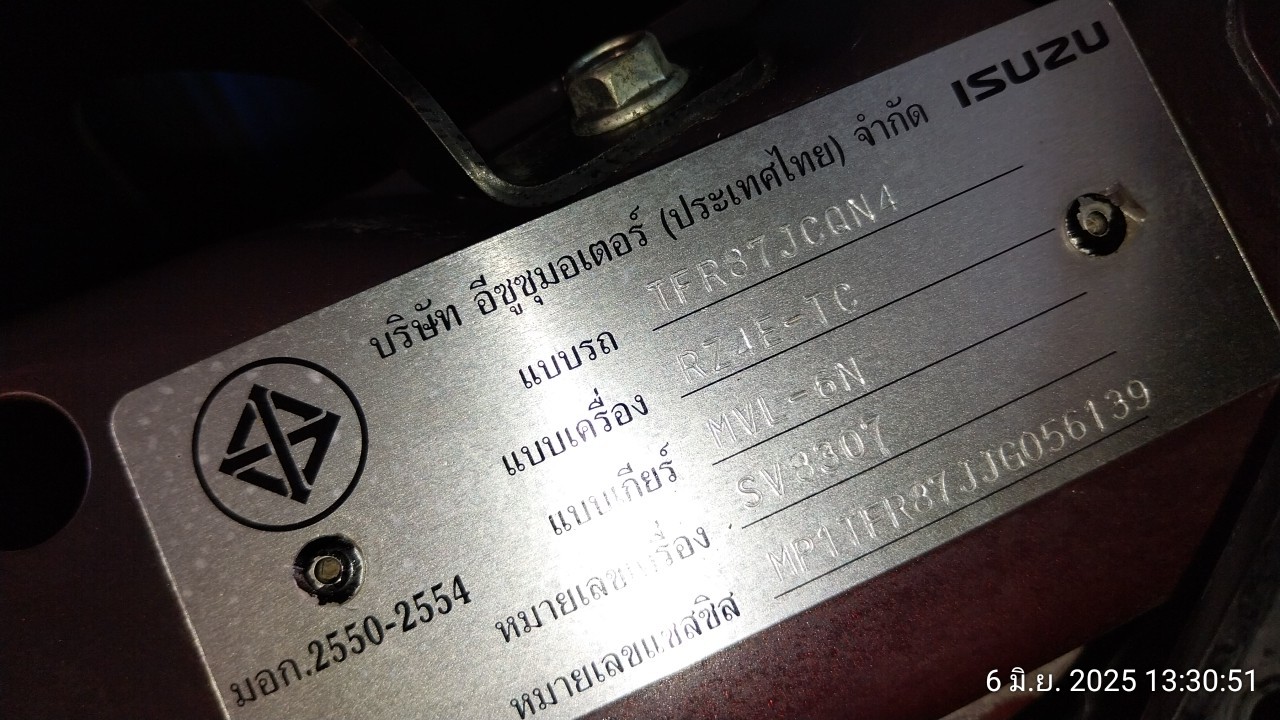 ISUZU
บริษัท อีซูซุมอเตอร์ (ประเทศไทย) จำกัด
แบบรถ TFR87JCQN4
แบบเครื่อง RZ4E-TC
แบบเกียร์ MVL-6N
หมายเลขเครื่อง SV3307
หมายเลขแชสซิส MP1TFR87JJG056139
มอก.2550-2554
6 มิ.ย. 2025 13:30:51